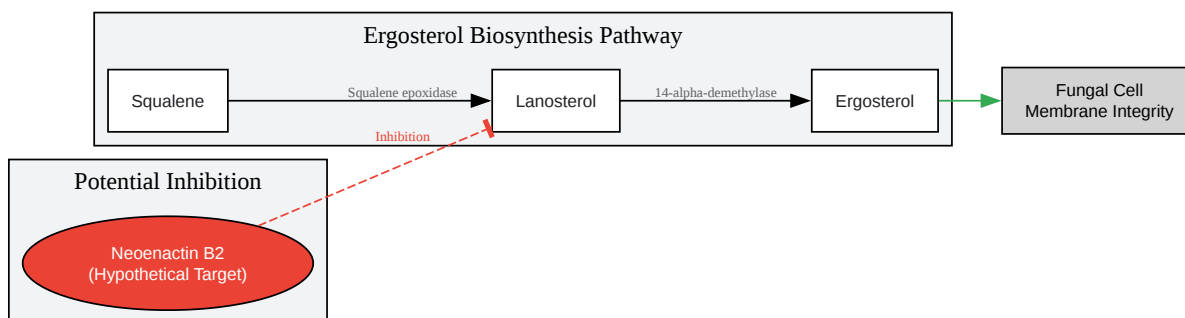 Ergosterol Biosynthesis Pathway
Squalene
Squalene epoxidase
Lanosterol
14-alpha-demethylase
Ergosterol
Fungal Cell
Membrane Integrity
Inhibition
Potential Inhibition
Neoenactin B2
(Hypothetical Target)